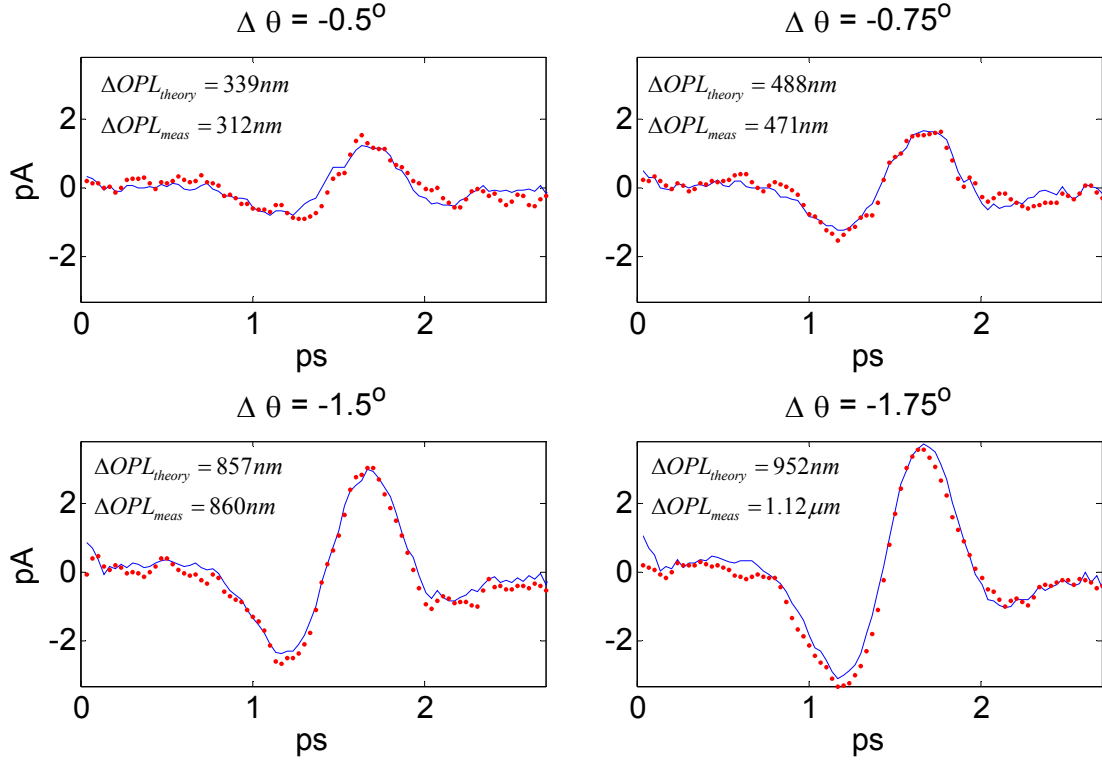 Δ θ = -0.5°
ΔOPL_theory = 339nm
ΔOPL_meas = 312nm
2
0
-2
pA
0 1 2
ps
Δ θ = -0.75°
ΔOPL_theory = 488nm
ΔOPL_meas = 471nm
2
0
-2
0 1 2
ps
Δ θ = -1.5°
ΔOPL_theory = 857nm
ΔOPL_meas = 860nm
2
0
-2
pA
0 1 2
ps
Δ θ = -1.75°
ΔOPL_theory = 952nm
ΔOPL_meas = 1.12μm
2
0
-2
0 1 2
ps